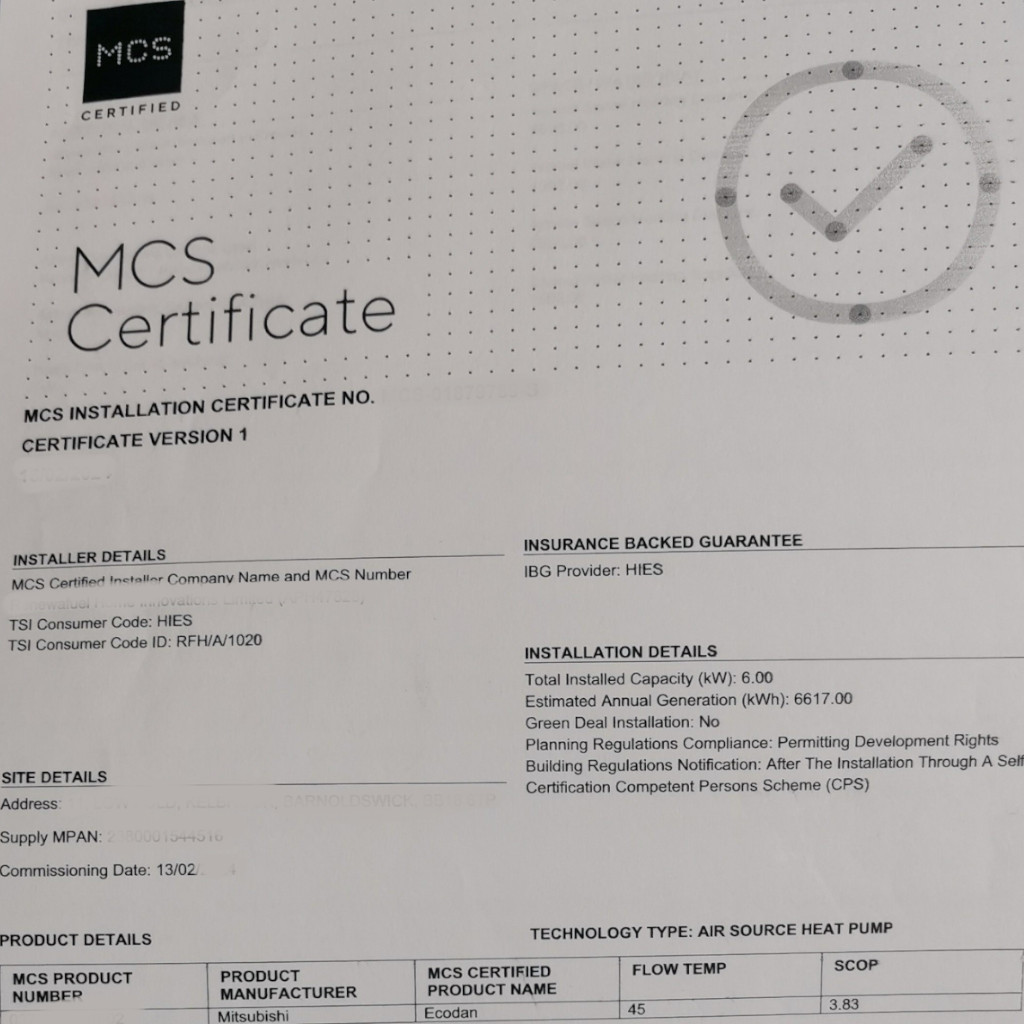 MCS
CERTIFIED
MCS
Certificate
MCS INSTALLATION CERTIFICATE NO.
CERTIFICATE VERSION 1
INSTALLER DETAILS
MCS Certified Installer Company Name and MCS Number
TSI Consumer Code: HIES
TSI Consumer Code ID: RFH/A/1020
INSURANCE BACKED GUARANTEE
IBG Provider: HIES
INSTALLATION DETAILS
Total Installed Capacity (kW): 6.00
Estimated Annual Generation (kWh): 6617.00
Green Deal Installation: No
Planning Regulations Compliance: Permitting Development Rights
Building Regulations Notification: After The Installation Through A Self
Certification Competent Persons Scheme (CPS)
SITE DETAILS
Address:
Supply MPAN:
Commissioning Date: 13/02/
PRODUCT DETAILS
TECHNOLOGY TYPE: AIR SOURCE HEAT PUMP
MCS PRODUCT
NUMBER
PRODUCT
MANUFACTURER
MCS CERTIFIED
PRODUCT NAME
FLOW TEMP
SCOP
Mitsubishi
Ecodan
45
3.83